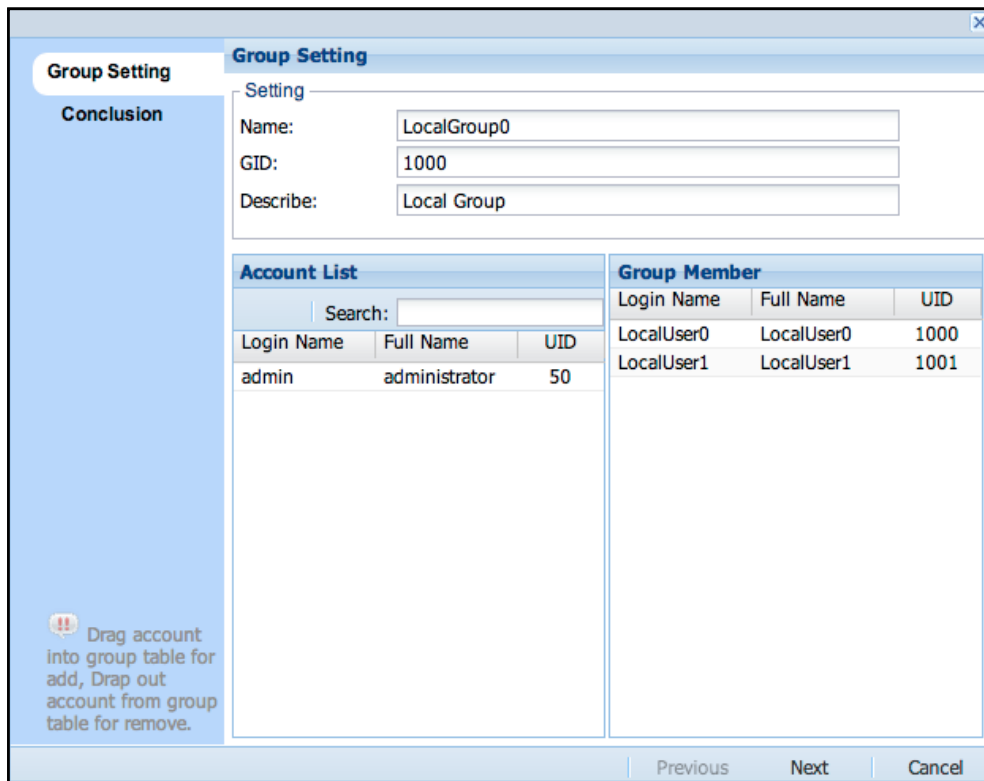 Group Setting
Conclusion
Group Setting
Setting
Name: LocalGroup0
GID: 1000
Describe: Local Group
Account List
Search:
Login Name Full Name UID
admin administrator 50
Group Member
Login Name Full Name UID
LocalUser0 LocalUser0 1000
LocalUser1 LocalUser1 1001
!! Drag account
into group table for
add, Drap out
account from group
table for remove.
Previous Next Cancel